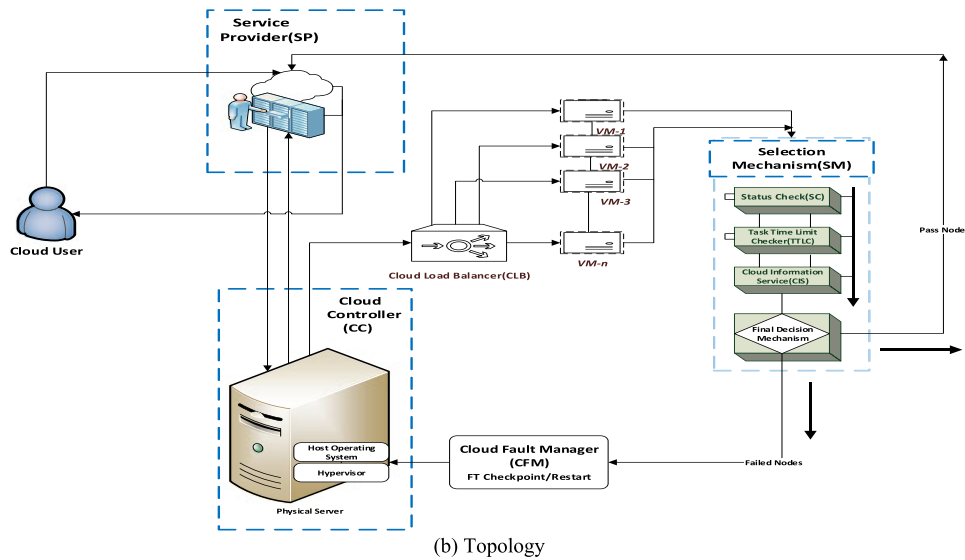 Service
Provider(SP)
Cloud User
VM-1
VM-2
VM-3
VM-n
Cloud Load Balancer(CLB)
Selection
Mechanism(SM)
Status Check(SC)
Task Time Limit
Checker(TTLC)
Cloud Information
Service(CIS)
Final Decision
Mechanism
Pass Node
Cloud
Controller
(CC)
Host Operating
System
Hypervisor
Physical Server
Cloud Fault Manager
(CFM)
FT Checkpoint/Restart
Failed Nodes
(b) Topology